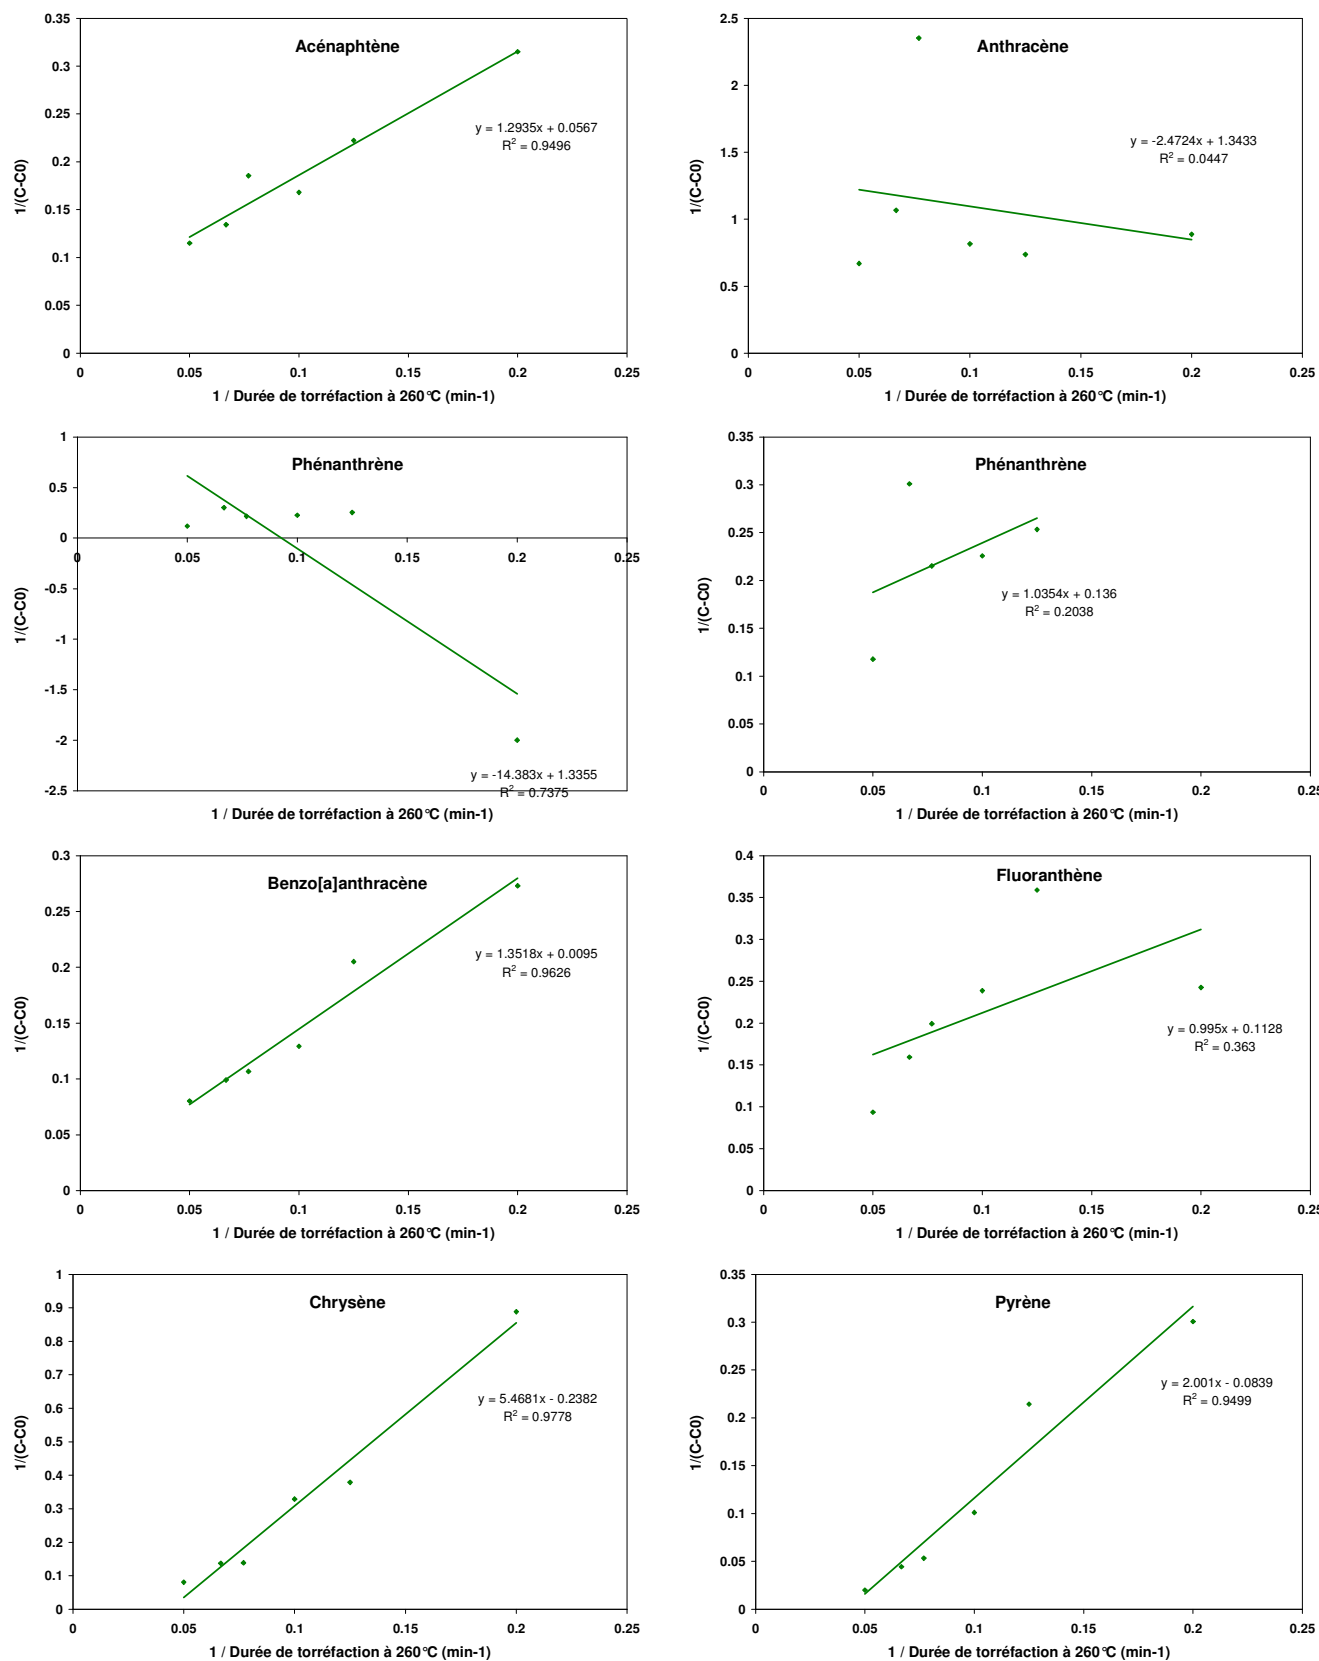 Acénaphtène
0.35
0.3
0.25
0.2
0.15
0.1
0.05
0
1/(C-C0)
y = 1.2935x + 0.0567
R² = 0.9496
0 0.05 0.1 0.15 0.2 0.25
1 / Durée de torréfaction à 260°C (min-1)
Anthracène
2.5
2
1.5
1
0.5
0
1/(C-C0)
y = -2.4724x + 1.3433
R² = 0.0447
0 0.05 0.1 0.15 0.2 0.25
1 / Durée de torréfaction à 260°C (min-1)
Phénanthrène
1
0.5
0
-0.5
-1
-1.5
-2
-2.5
1/(C-C0)
0 0.05 0.1 0.15 0.2 0.25
y = -14.383x + 1.3355
R² = 0.7375
1 / Durée de torréfaction à 260°C (min-1)
Phénanthrène
0.35
0.3
0.25
0.2
0.15
0.1
0.05
0
1/(C-C0)
y = 1.0354x + 0.136
R² = 0.2038
0 0.05 0.1 0.15 0.2 0.25
1 / Durée de torréfaction à 260°C (min-1)
Benzo[a]anthracène
0.3
0.25
0.2
0.15
0.1
0.05
0
1/(C-C0)
y = 1.3518x + 0.0095
R² = 0.9626
0 0.05 0.1 0.15 0.2 0.25
1 / Durée de torréfaction à 260°C (min-1)
Fluoranthène
0.4
0.35
0.3
0.25
0.2
0.15
0.1
0.05
0
1/(C-C0)
y = 0.995x + 0.1128
R² = 0.363
0 0.05 0.1 0.15 0.2 0.25
1 / Durée de torréfaction à 260°C (min-1)
Chrysène
1
0.9
0.8
0.7
0.6
0.5
0.4
0.3
0.2
0.1
0
1/(C-C0)
y = 5.4681x - 0.2382
R² = 0.9778
0 0.05 0.1 0.15 0.2 0.25
1 / Durée de torréfaction à 260°C (min-1)
Pyrène
0.35
0.3
0.25
0.2
0.15
0.1
0.05
0
1/(C-C0)
y = 2.001x - 0.0839
R² = 0.9499
0 0.05 0.1 0.15 0.2 0.25
1 / Durée de torréfaction à 260°C (min-1)